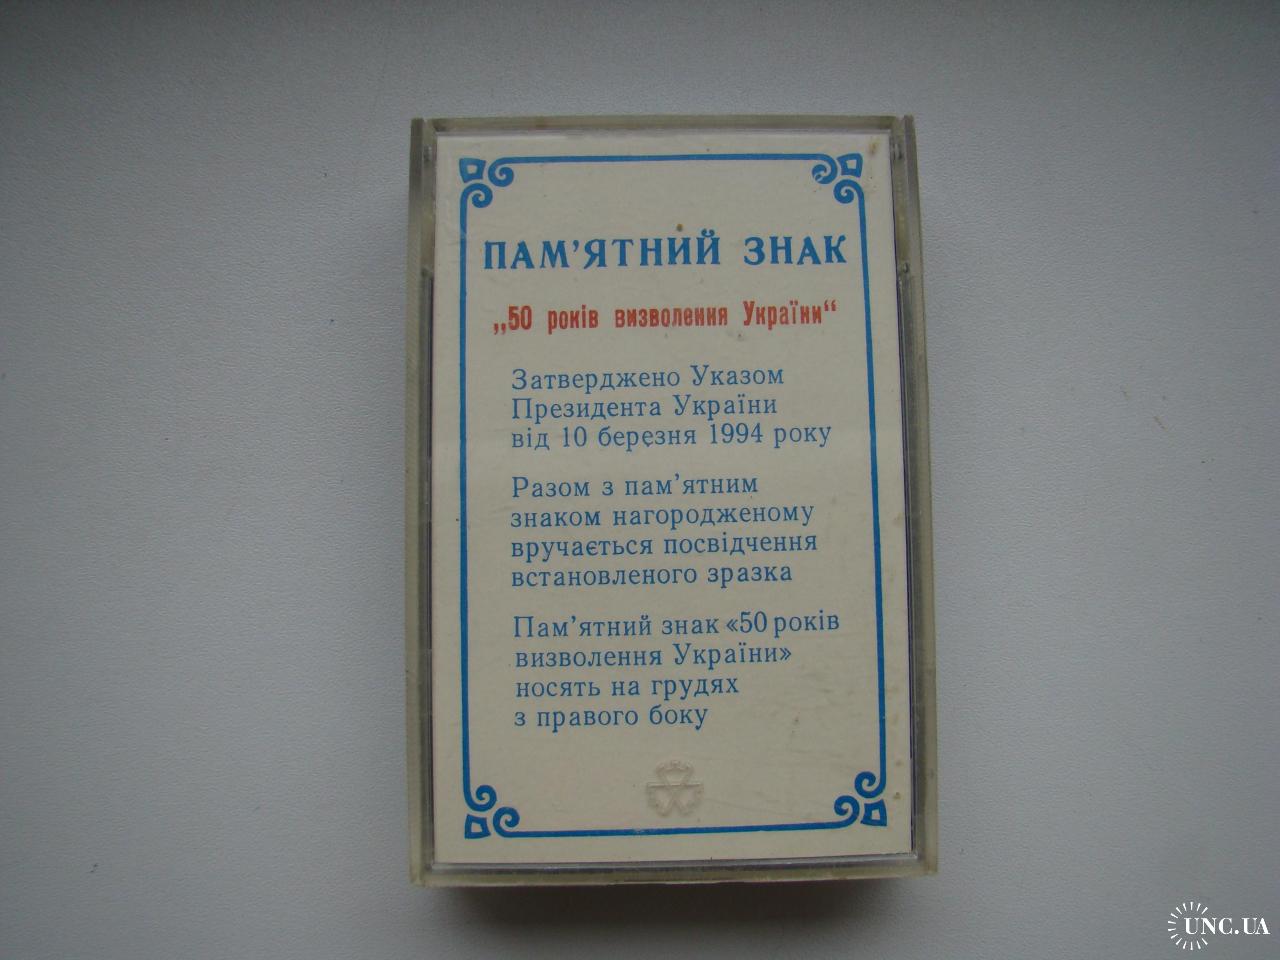 ПАМ'ЯТНИЙ ЗНАК
„50 років визволення України“
Затверджено Указом
Президента України
від 10 березня 1994 року
Разом з пам'ятним
знаком нагородженому
вручається посвідчення
встановленого зразка
Пам'ятний знак «50 років
визволення України»
носять на грудях
з правого боку
UNC.UA